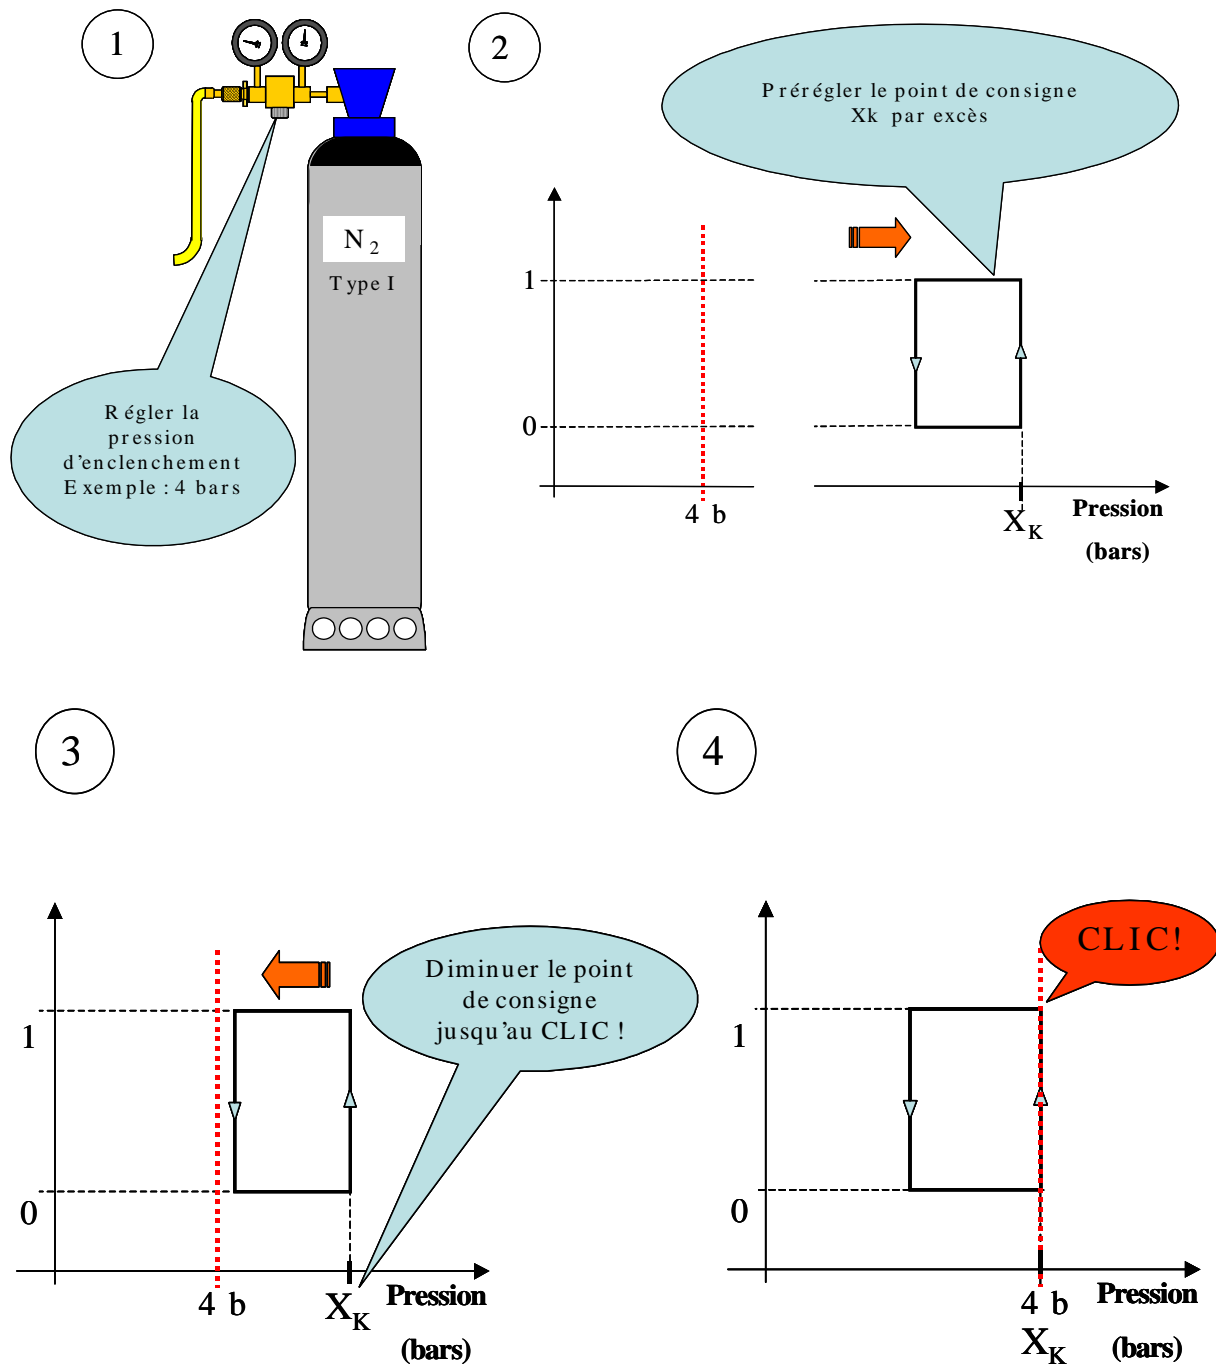 1
Régler la
pression
d'enclenchement
Exemple : 4 bars
N2
Type I
2
Prérégler le point de consigne
Xk par excès
1
0
4 b
XK
Pression
(bars)
3
Diminuer le point
de consigne
jusqu'au CLIC !
1
0
4 b
XK
Pression
(bars)
4
CLIC!
1
0
4 b
XK
Pression
(bars)